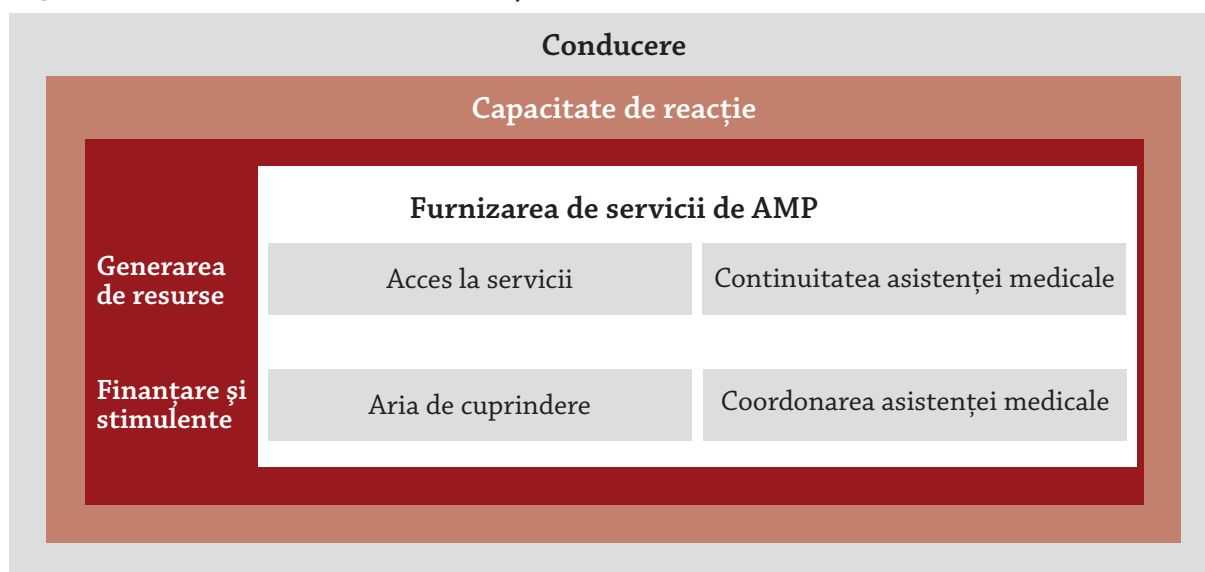 Conducere
Capacitate de reacție
Furnizarea de servicii de AMP
Generarea
de resurse
Acces la servicii
Continuitatea asistenței medicale
Finanțare şi
stimulente
Aria de cuprindere
Coordonarea asistenței medicale